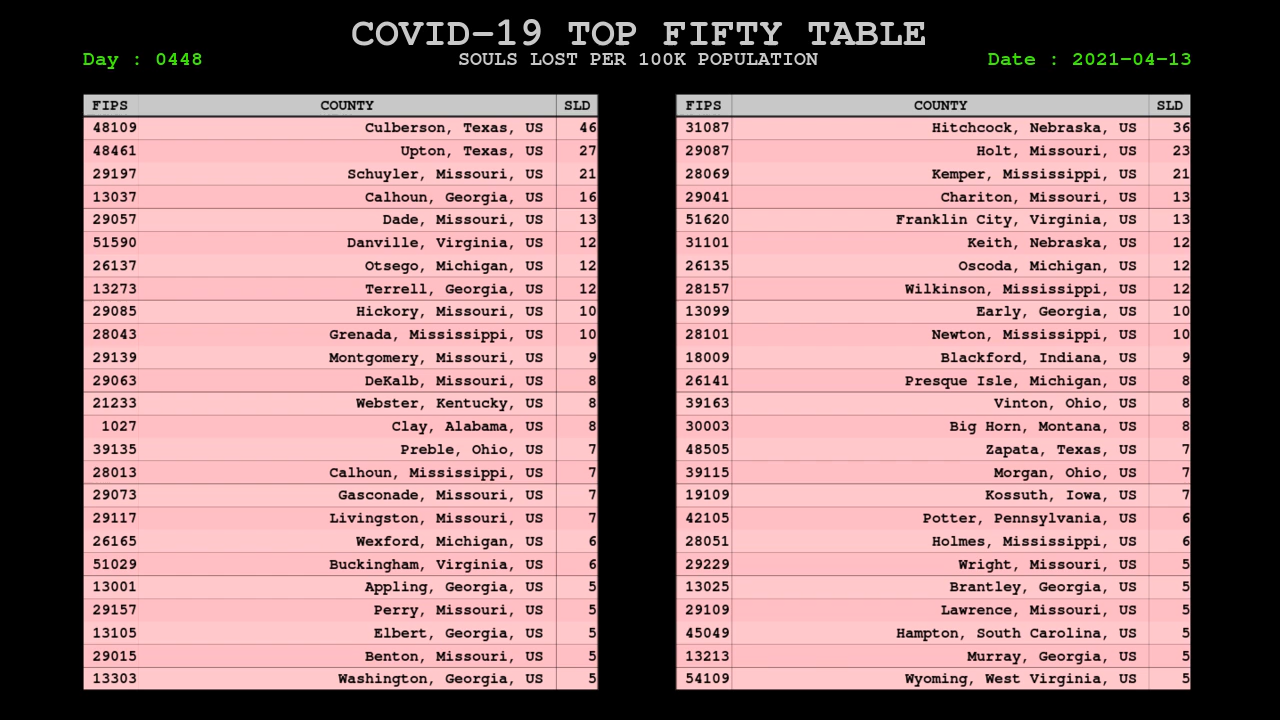 COVID-19 TOP FIFTY TABLE
Day : 0448 SOULS LOST PER 100K POPULATION Date : 2021-04-13
FIPS COUNTY SLD
48109 Culberson, Texas, US 46
48461 Upton, Texas, US 27
29197 Schuyler, Missouri, US 21
13037 Calhoun, Georgia, US 16
29057 Dade, Missouri, US 13
51590 Danville, Virginia, US 12
26137 Otsego, Michigan, US 12
13273 Terrell, Georgia, US 12
29085 Hickory, Missouri, US 10
28043 Grenada, Mississippi, US 10
29139 Montgomery, Missouri, US 9
29063 DeKalb, Missouri, US 8
21233 Webster, Kentucky, US 8
1027 Clay, Alabama, US 8
39135 Preble, Ohio, US 7
28013 Calhoun, Mississippi, US 7
29073 Gasconade, Missouri, US 7
29117 Livingston, Missouri, US 7
26165 Wexford, Michigan, US 6
51029 Buckingham, Virginia, US 6
13001 Appling, Georgia, US 5
29157 Perry, Missouri, US 5
13105 Elbert, Georgia, US 5
29015 Benton, Missouri, US 5
13303 Washington, Georgia, US 5
FIPS COUNTY SLD
31087 Hitchcock, Nebraska, US 36
29087 Holt, Missouri, US 23
28069 Kemper, Mississippi, US 21
29041 Chariton, Missouri, US 13
51620 Franklin City, Virginia, US 13
31101 Keith, Nebraska, US 12
26135 Oscoda, Michigan, US 12
28157 Wilkinson, Mississippi, US 12
13099 Early, Georgia, US 10
28101 Newton, Mississippi, US 10
18009 Blackford, Indiana, US 9
26141 Presque Isle, Michigan, US 8
39163 Vinton, Ohio, US 8
30003 Big Horn, Montana, US 8
48505 Zapata, Texas, US 7
39115 Morgan, Ohio, US 7
19109 Kossuth, Iowa, US 7
42105 Potter, Pennsylvania, US 6
28051 Holmes, Mississippi, US 6
29229 Wright, Missouri, US 5
13025 Brantley, Georgia, US 5
29109 Lawrence, Missouri, US 5
45049 Hampton, South Carolina, US 5
13213 Murray, Georgia, US 5
54109 Wyoming, West Virginia, US 5